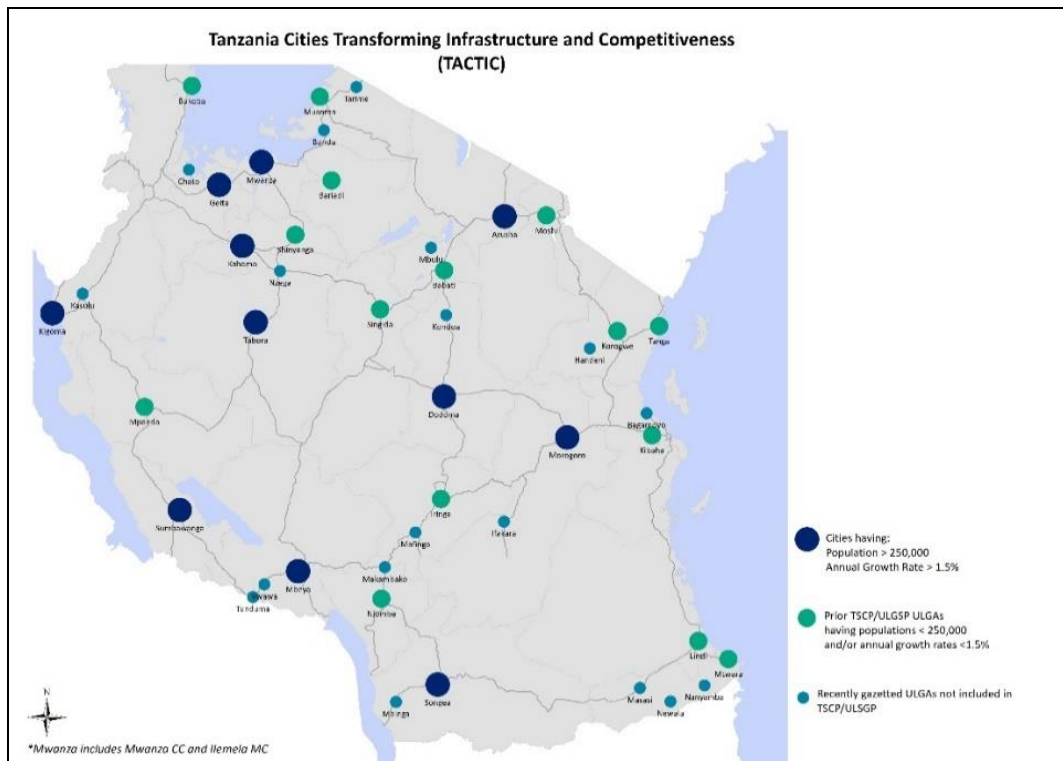 Tanzania Cities Transforming Infrastructure and Competitiveness
(TACTIC)
Bukoba
Musoma
Tarime
Bunda
Chato
Mwanza
Geita
Bariadi
Arusha
Moshi
Shinyanga
Kahama
Mbulu
Nzega
Babati
Kasulu
Kigoma
Singida
Kondoa
Tabora
Korogwe
Tanga
Handeni
Dodoma
Mpanda
Bagamoyo
Kibaha
Morogoro
Iringa
Sumbawanga
Mafinga
Ifakara
Makambako
Mbeya
Vwawa
Tunduma
Njombe
Lindi
Mtwara
Songea
Mbinga
Masasi
Nanyamba
Newala
Cities having:
Population > 250,000
Annual Growth Rate > 1.5%
Prior TSCP/ULGSP ULGAs
having populations < 250,000
and/or annual growth rates <1.5%
Recently gazetted ULGAs not included in
TSCP/ULSGP
N
*Mwanza includes Mwanza CC and Ilemela MC